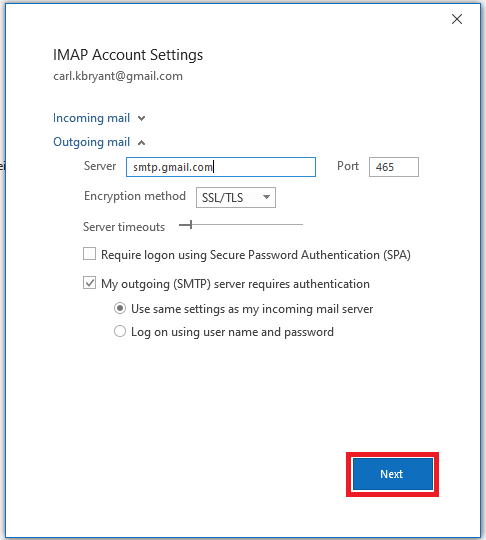 IMAP Account Settings
carl.kbryant@gmail.com
Incoming mail
Outgoing mail
Server smtp.gmail.com Port 465
Encryption method SSL/TLS
Server timeouts
Require logon using Secure Password Authentication (SPA)
My outgoing (SMTP) server requires authentication
Use same settings as my incoming mail server
Log on using user name and password
Next